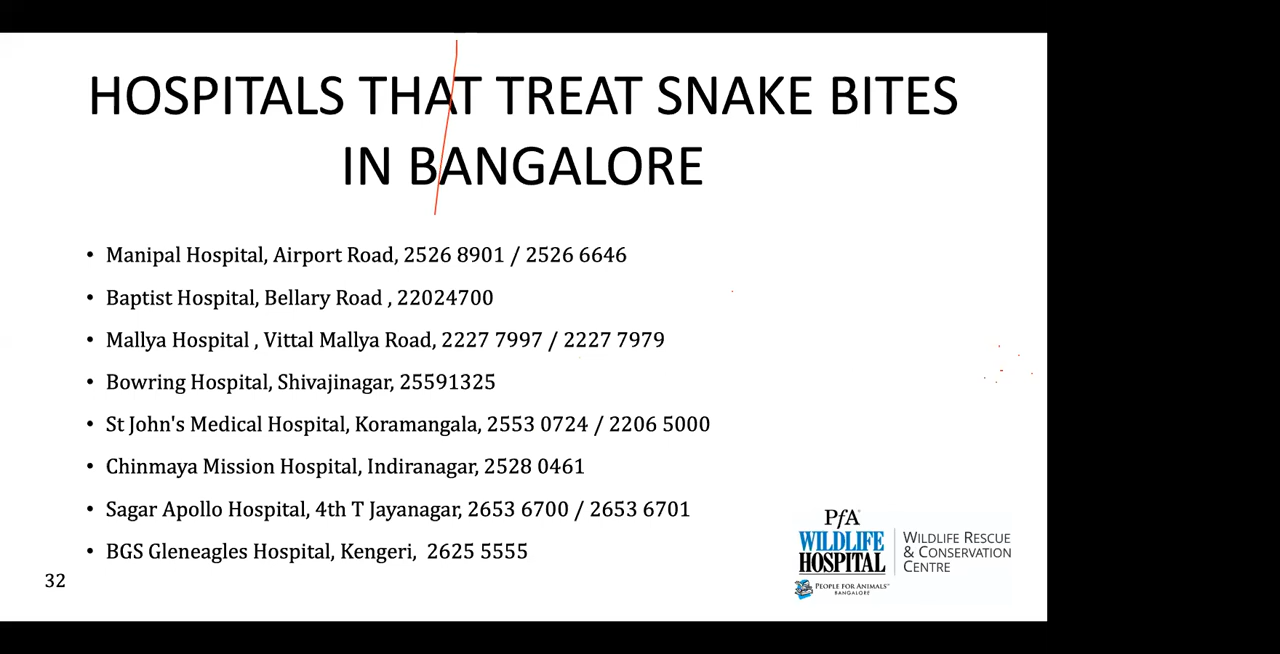 HOSPITALS THAT TREAT SNAKE BITES
IN BANGALORE
• Manipal Hospital, Airport Road, 2526 8901 / 2526 6646
• Baptist Hospital, Bellary Road , 22024700
• Mallya Hospital , Vittal Mallya Road, 2227 7997 / 2227 7979
• Bowring Hospital, Shivajinagar, 25591325
• St John's Medical Hospital, Koramangala, 2553 0724 / 2206 5000
• Chinmaya Mission Hospital, Indiranagar, 2528 0461
• Sagar Apollo Hospital, 4th T Jayanagar, 2653 6700 / 2653 6701
• BGS Gleneagles Hospital, Kengeri,  2625 5555
32
PfA
WILDLIFE
HOSPITAL
PEOPLE FOR ANIMALS
BANGALORE
WILDLIFE RESCUE
& CONSERVATION
CENTRE